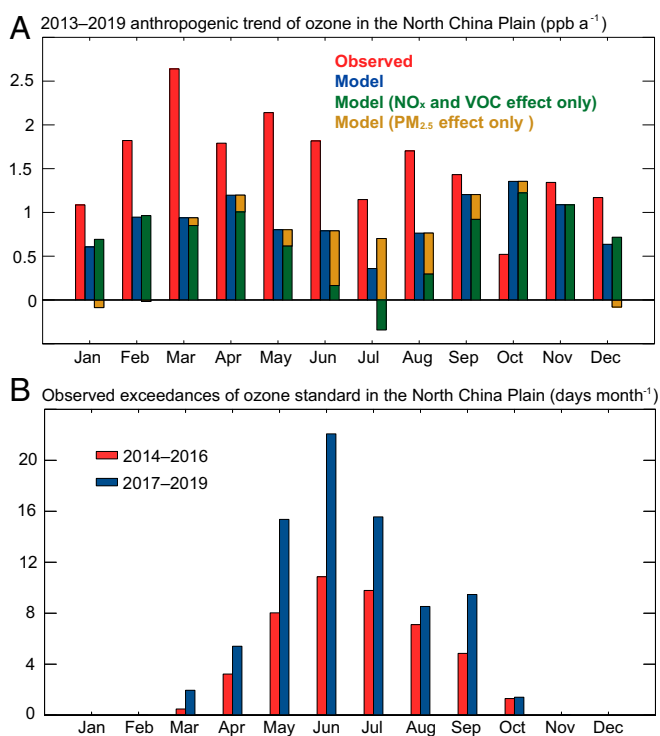 A 2013–2019 anthropogenic trend of ozone in the North China Plain (ppb a⁻¹)
Observed
Model
Model (NOₓ and VOC effect only)
Model (PM₂.₅ effect only )
2.5
2
1.5
1
0.5
0
Jan Feb Mar Apr May Jun Jul Aug Sep Oct Nov Dec
B Observed exceedances of ozone standard in the North China Plain (days month⁻¹)
2014–2016
2017–2019
20
16
12
8
4
0
Jan Feb Mar Apr May Jun Jul Aug Sep Oct Nov Dec